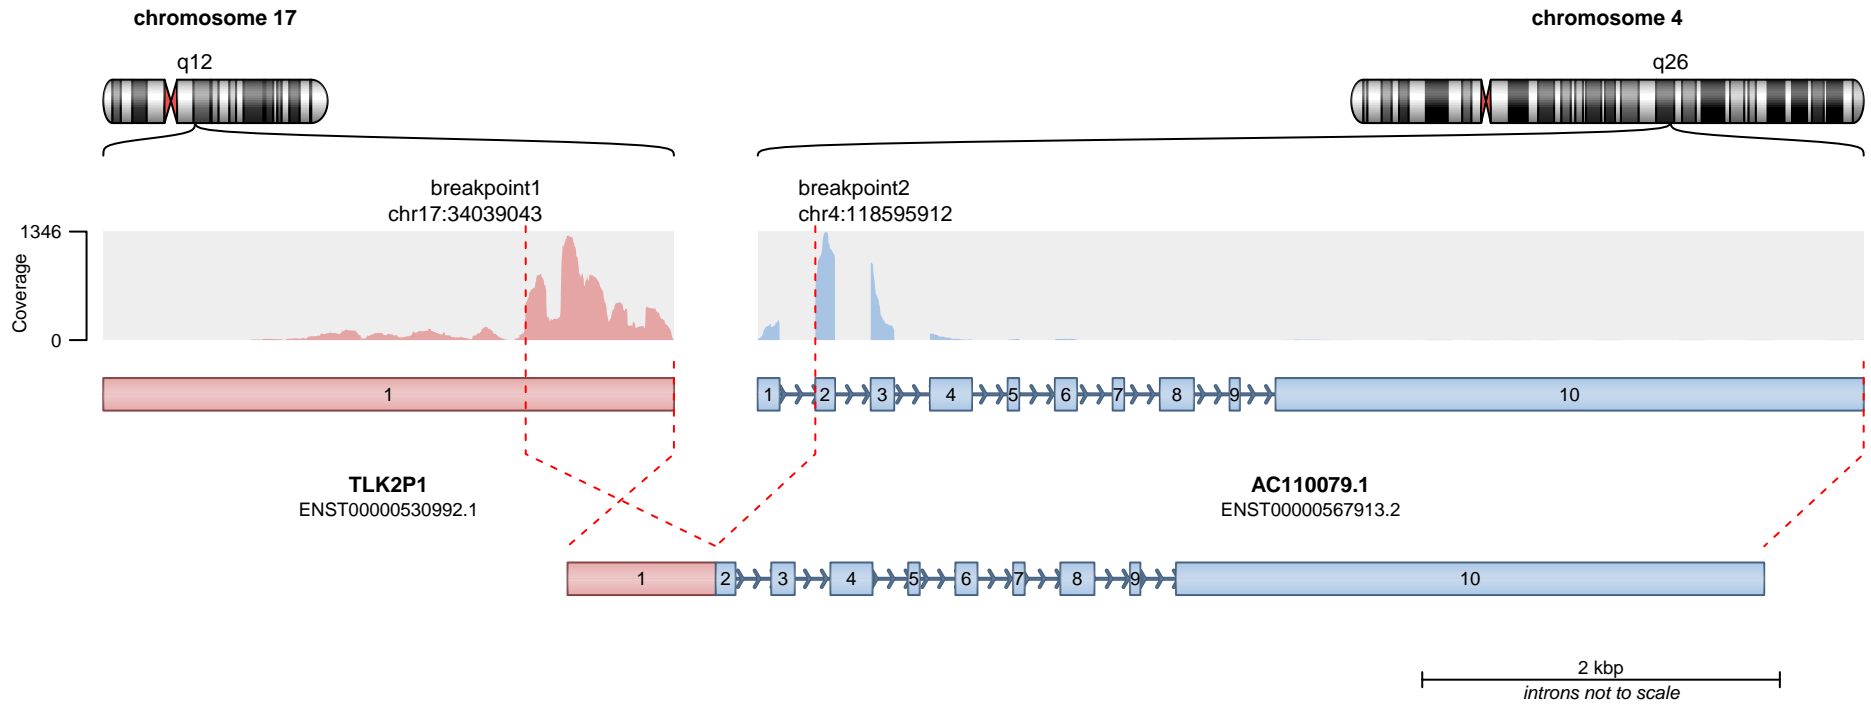 chromosome 17
chromosome 4
q12
q26
breakpoint1
chr17:34039043
breakpoint2
chr4:118595912
1346
Coverage
0
1
1 2 3 4 5 6 7 8 9 10
TLK2P1
ENST00000530992.1
AC110079.1
ENST00000567913.2
1 2 3 4 5 6 7 8 9 10
2 kbp
introns not to scale